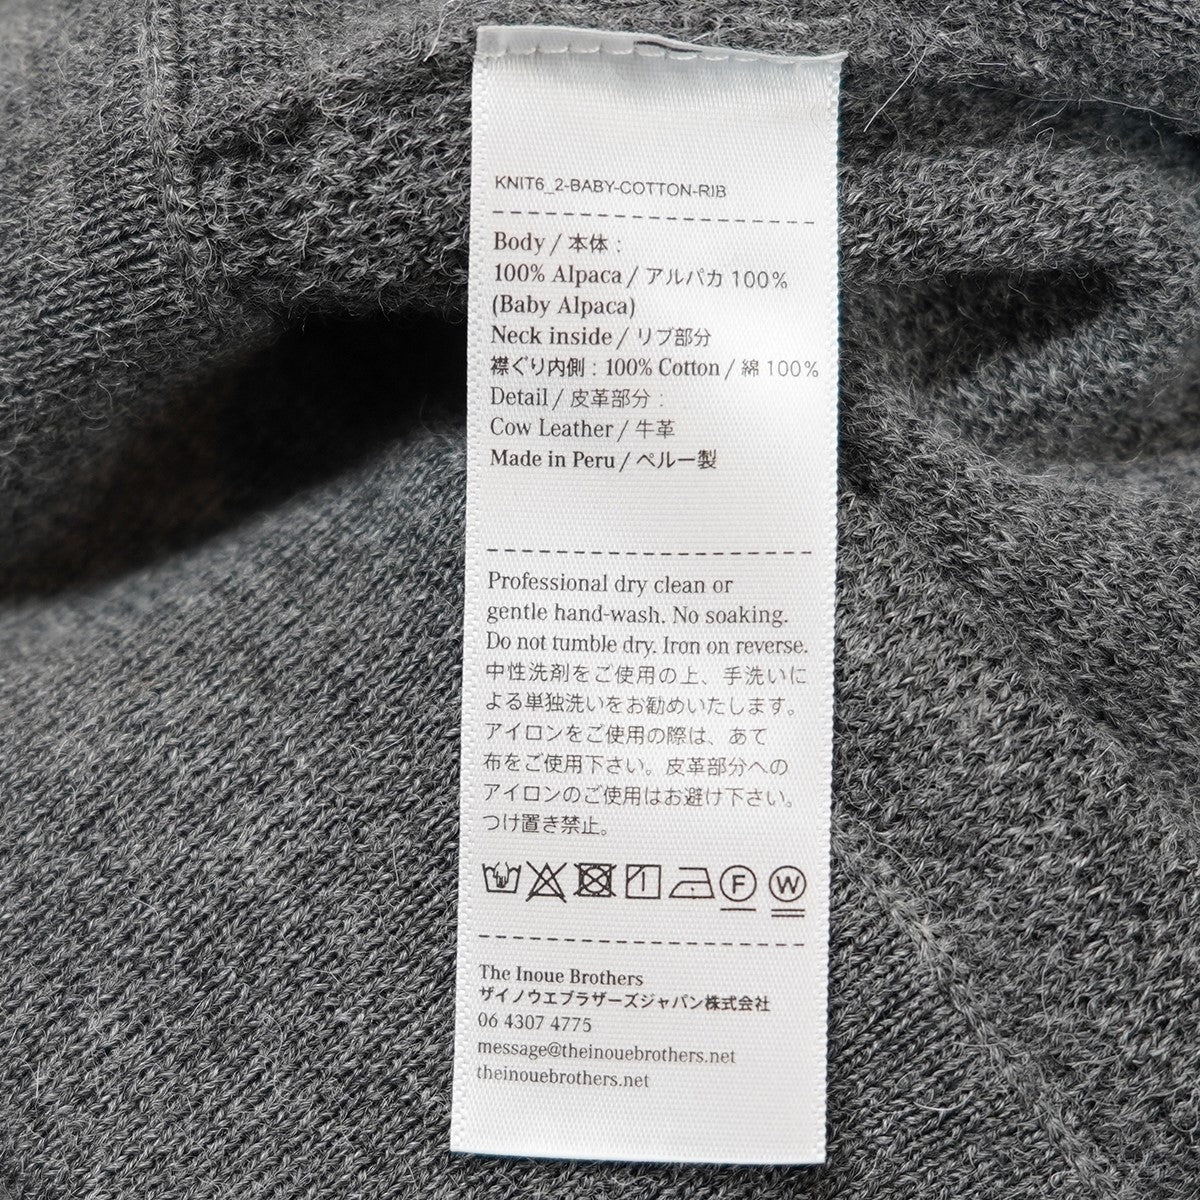 KNIT6_2-BABY-COTTON-RIB
Body / 本体 :
100% Alpaca / アルパカ 100%
(Baby Alpaca)
Neck inside / リブ部分
襟ぐり内側 : 100% Cotton / 綿 100%
Detail / 皮革部分 :
Cow Leather / 牛革
Made in Peru / ペルー製
Professional dry clean or
gentle hand-wash. No soaking.
Do not tumble dry. Iron on reverse.
中性洗剤をご使用の上、手洗いに
よる単独洗いをお勧めいたします。
アイロンをご使用の際は、あて
布をご使用下さい。皮革部分への
アイロンのご使用はお避け下さい。
つけ置き禁止。
F W
The Inoue Brothers
ザイノウエブラザーズジャパン株式会社
06 4307 4775
message@theinouebrothers.net
theinouebrothers.net